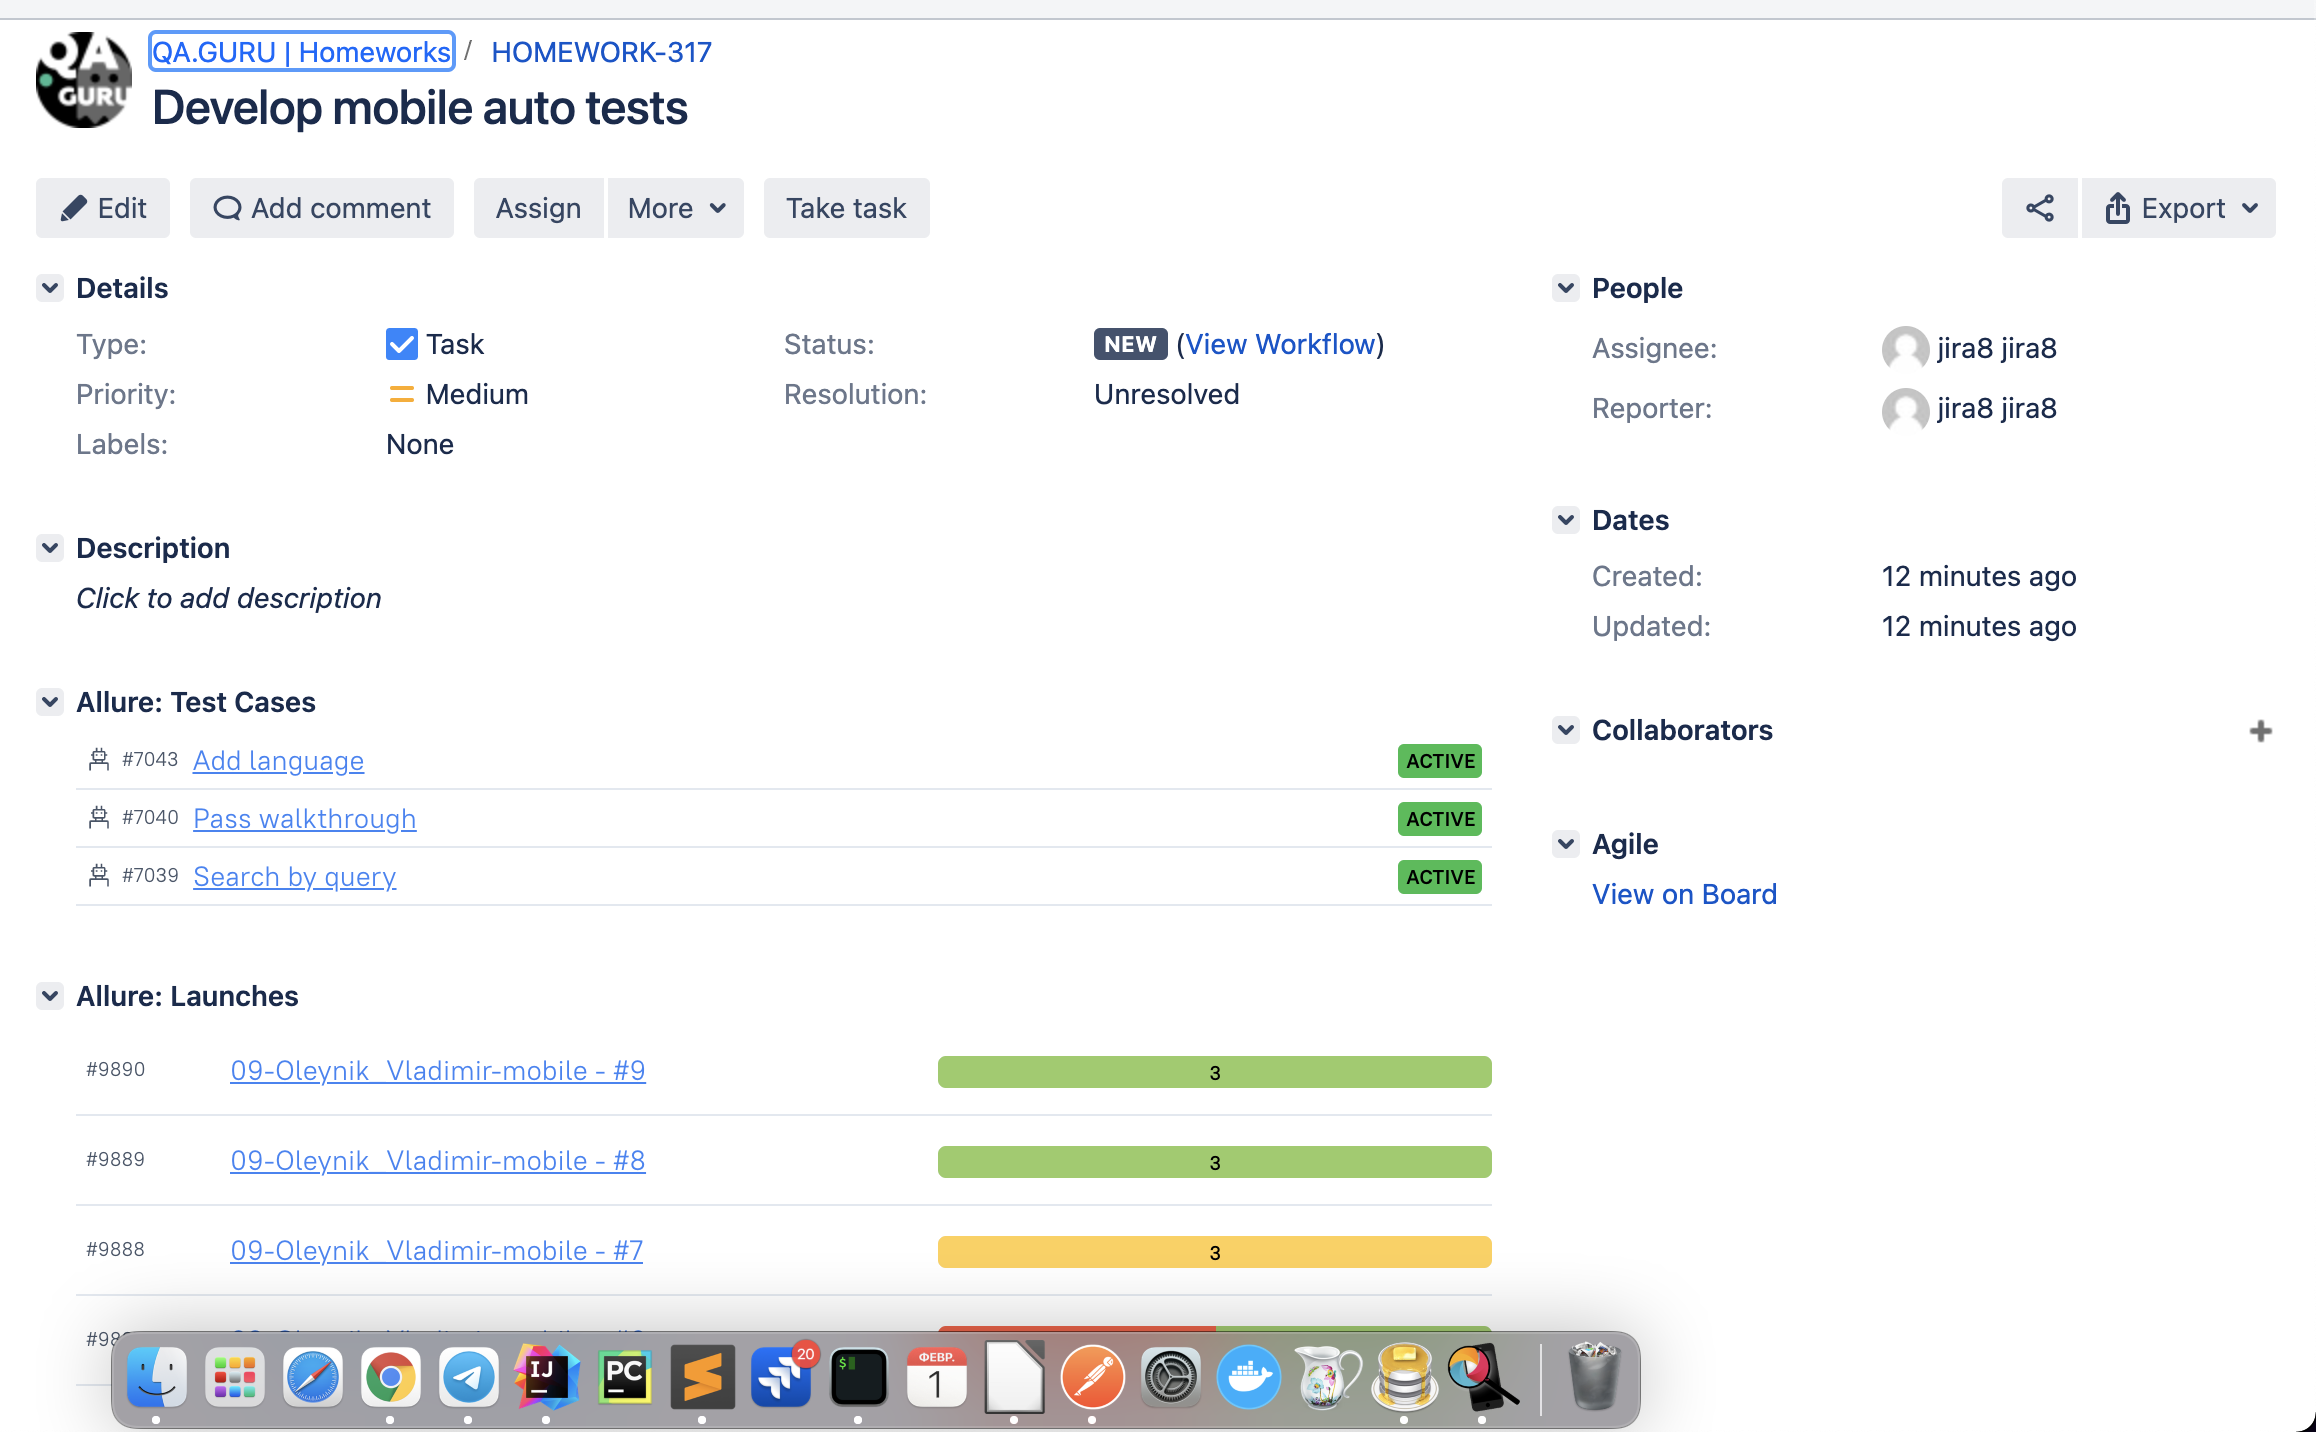 QA GURU
QA.GURU | Homeworks / HOMEWORK-317
Develop mobile auto tests
Edit Add comment Assign More Take task Export
Details
Type: Task Status: NEW (View Workflow)
Priority: Medium Resolution: Unresolved
Labels: None
Description
Click to add description
Allure: Test Cases
#7043 Add language ACTIVE
#7040 Pass walkthrough ACTIVE
#7039 Search by query ACTIVE
Allure: Launches
#9890 09-Oleynik_Vladimir-mobile - #9 3
#9889 09-Oleynik_Vladimir-mobile - #8 3
#9888 09-Oleynik_Vladimir-mobile - #7 3
People
Assignee: jira8 jira8
Reporter: jira8 jira8
Dates
Created: 12 minutes ago
Updated: 12 minutes ago
Collaborators
Agile
View on Board
IJ PC 20 $ ФЕВР. 1